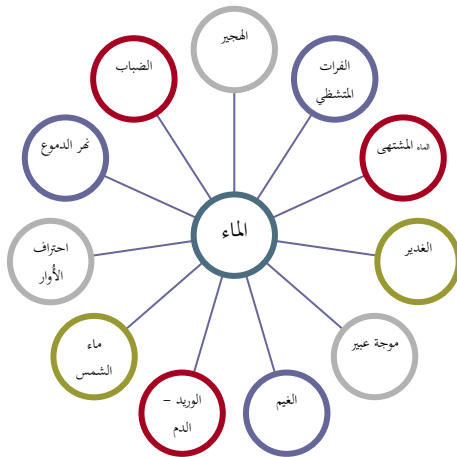 الهجير
الفرات
المتشظي
الماء المشتهى
الغدير
موجة عبير
الغيم
الوريد –
الدم
ماء
الشمس
احتراف
الأُوار
نهر الدموع
الضباب
الماء